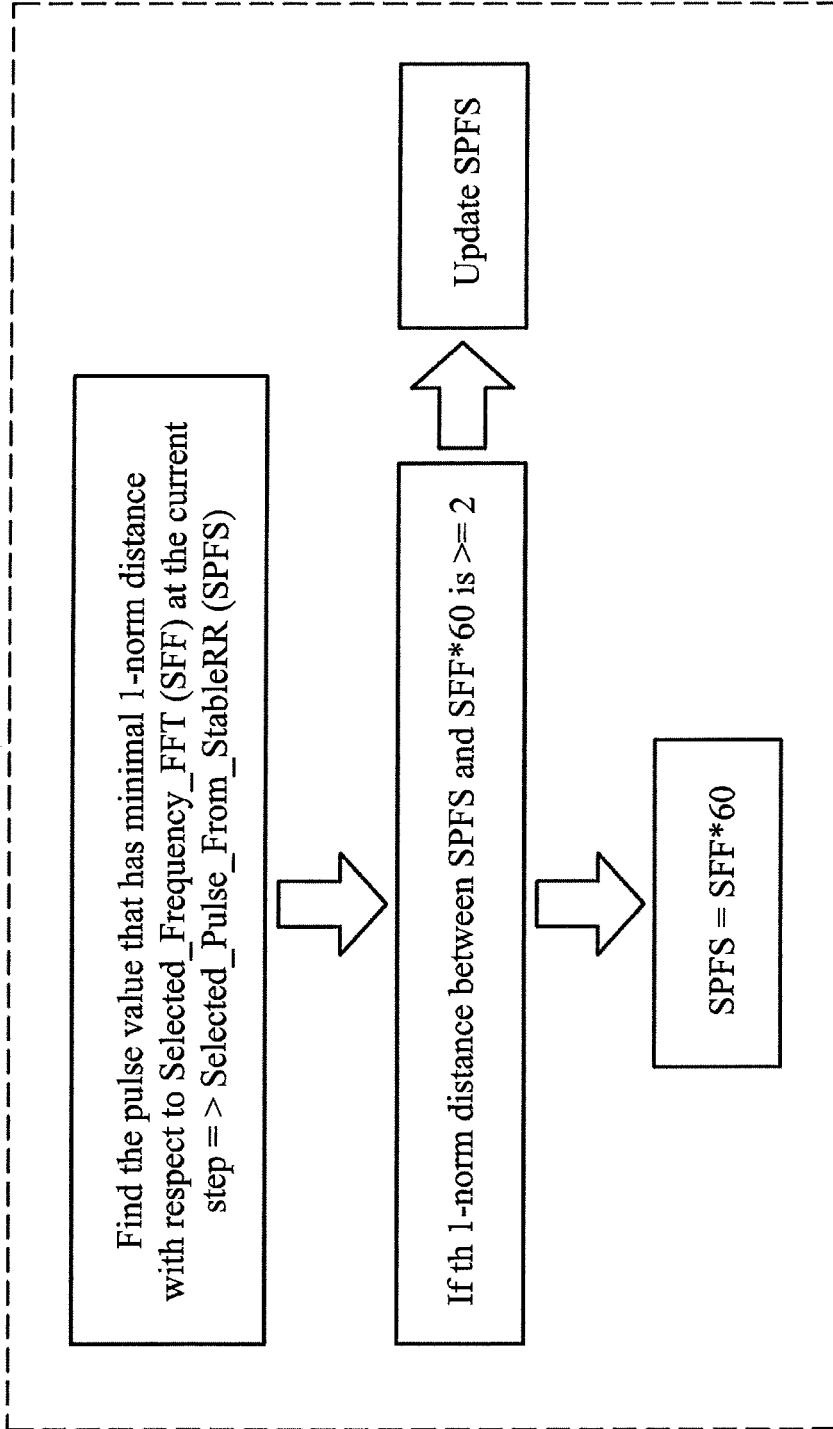 Find the pulse value that has minimal 1-norm distance
with respect to Selected_Frequency_FFT (SFF) at the current
step = > Selected_Pulse_From_StableRR (SPFS)
If th 1-norm distance between SPFS and SFF*60 is >= 2
Update SPFS
SPFS = SFF*60